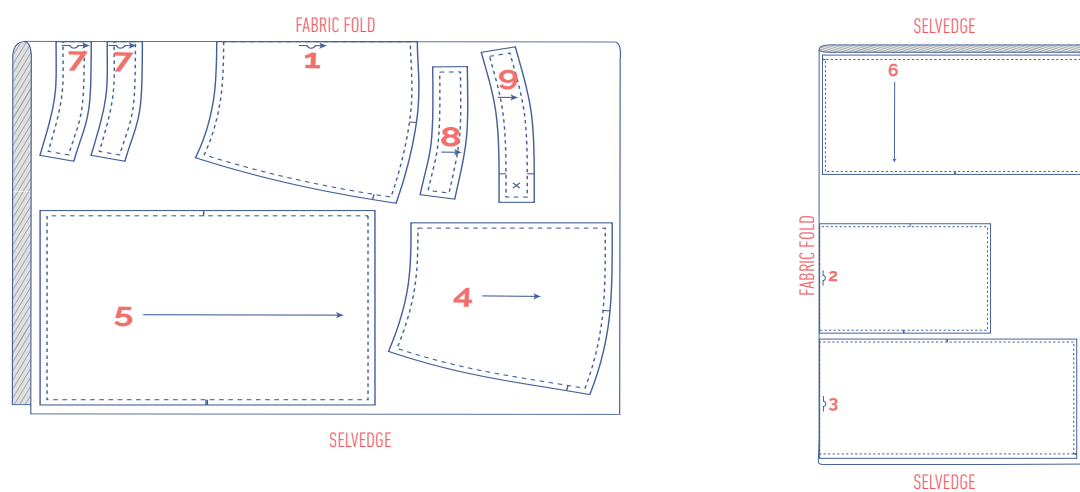 FABRIC FOLD
7 7 1 8 9
5 4
SELVEDGE
SELVEDGE
6
FABRIC FOLD
2
3
SELVEDGE
x